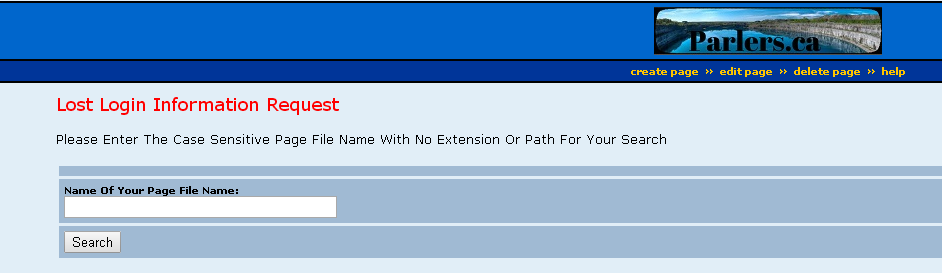 Parlers.ca
create page » edit page » delete page » help
Lost Login Information Request
Please Enter The Case Sensitive Page File Name With No Extension Or Path For Your Search
Name Of Your Page File Name:
Search